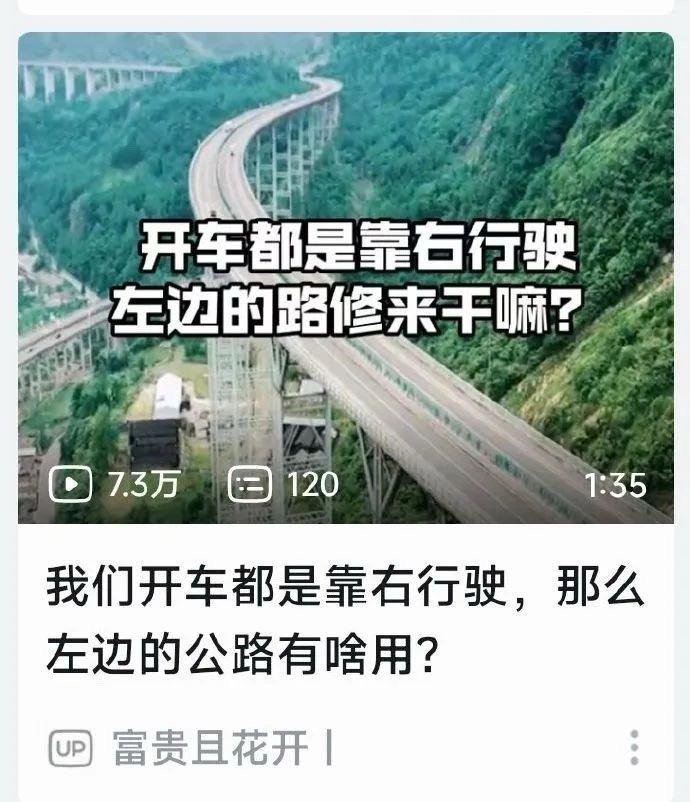 开车都是靠右行驶
左边的路修来干嘛?
7.3万 120 1:35
我们开车都是靠右行驶，那么
左边的公路有啥用?
UP 富贵且花开丨